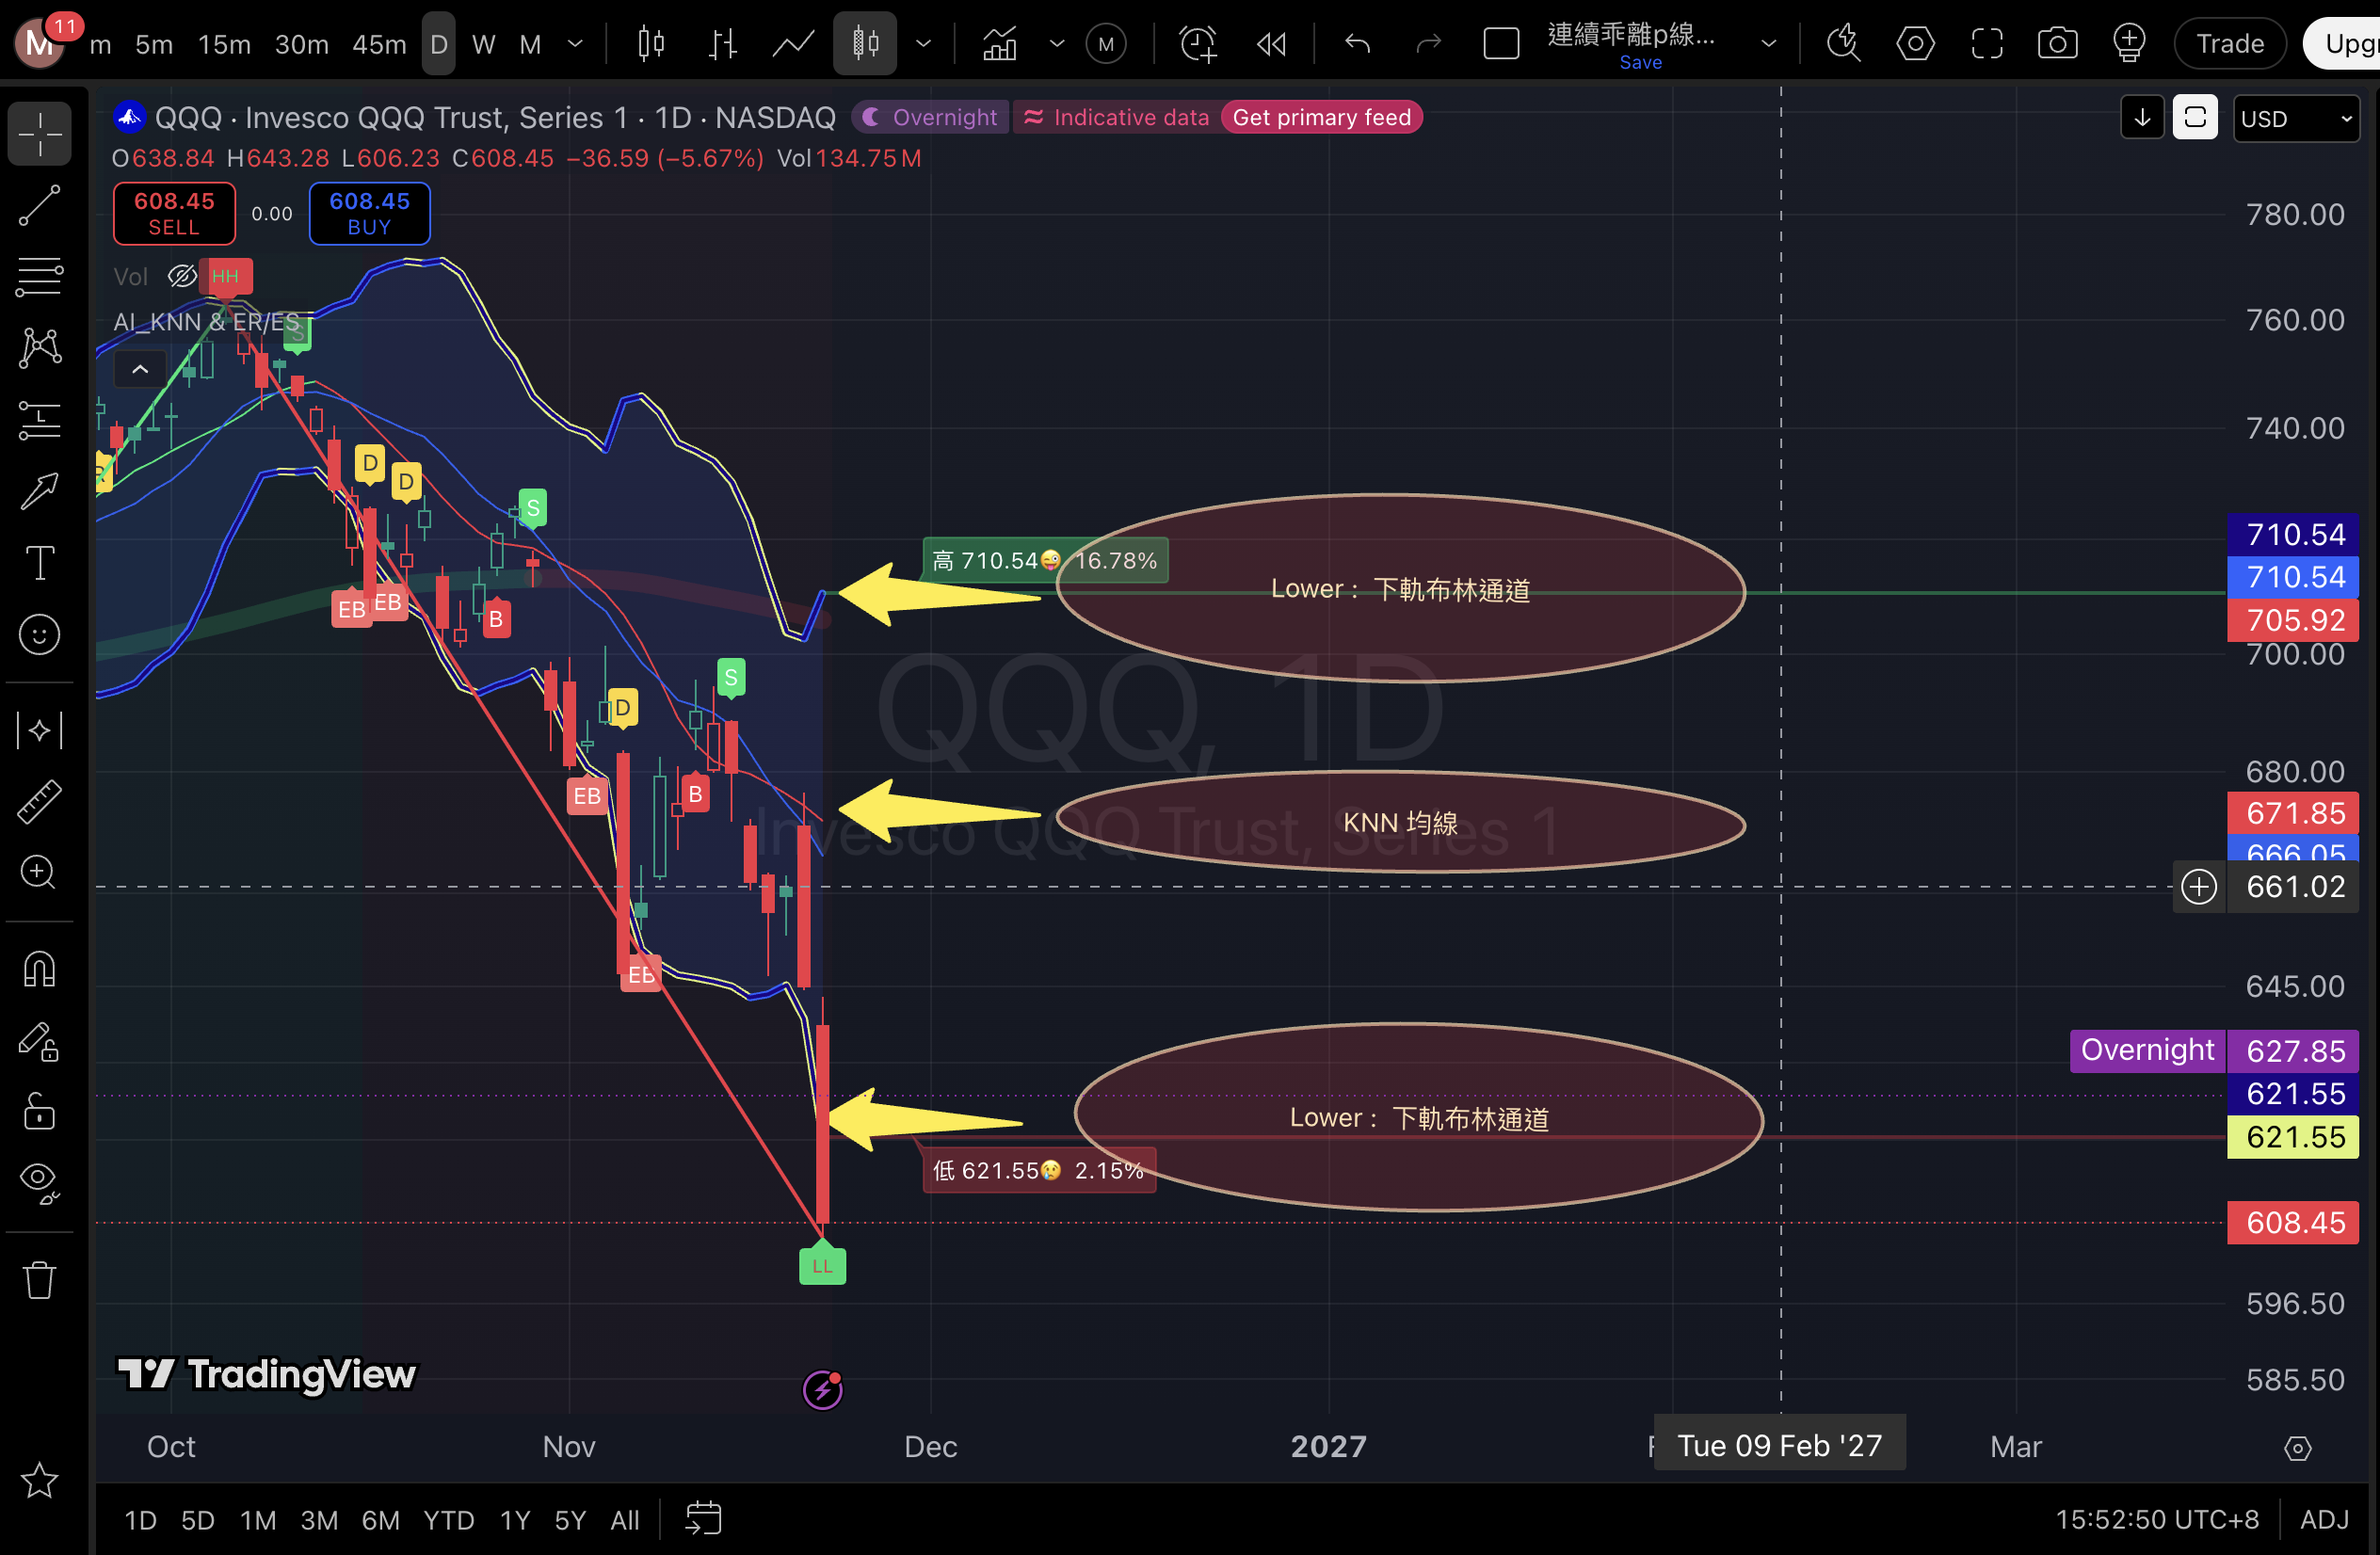 M 11 m 5m 15m 30m 45m D W M M 連續乖離p線... Save Trade Upgr
QQQ · Invesco QQQ Trust, Series 1 · 1D · NASDAQ Overnight Indicative data Get primary feed USD
O638.84 H643.28 L606.23 C608.45 −36.59 (−5.67%) Vol134.75M
608.45 SELL 0.00 608.45 BUY
Vol HH
AI_KNN & ER/ES S
780.00
760.00
740.00
D
D
S
710.54
高 710.54😜 16.78%
710.54
Lower： 下軌布林通道
EB EB B
705.92
700.00
QQQ, 1D
S
D
680.00
EB B
671.85
KNN 均線
Invesco QQQ Trust, Series 1
666.05
661.02
EB
645.00
Overnight 627.85
621.55
Lower： 下軌布林通道
621.55
低 621.55😢 2.15%
608.45
LL
596.50
TradingView
585.50
Oct Nov Dec 2027 Tue 09 Feb '27 Mar
1D 5D 1M 3M 6M YTD 1Y 5Y All 15:52:50 UTC+8 ADJ